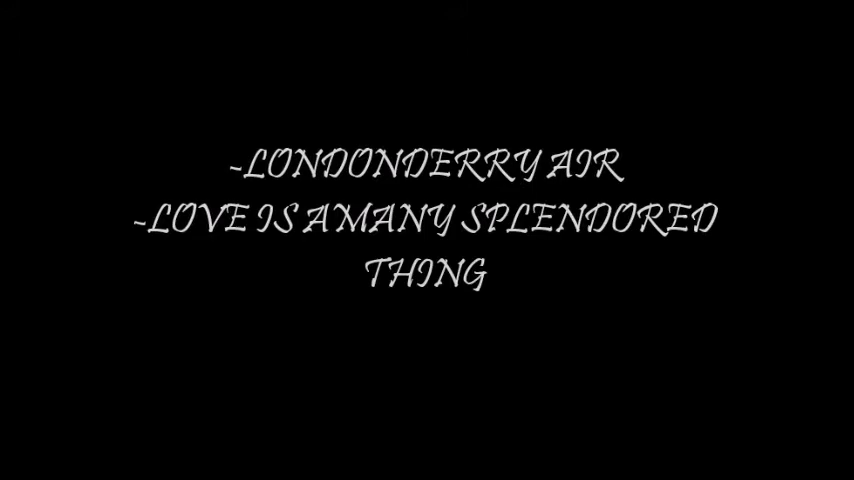 -LONDONDERRY AIR
-LOVE IS A MANY SPLENDORED
THING